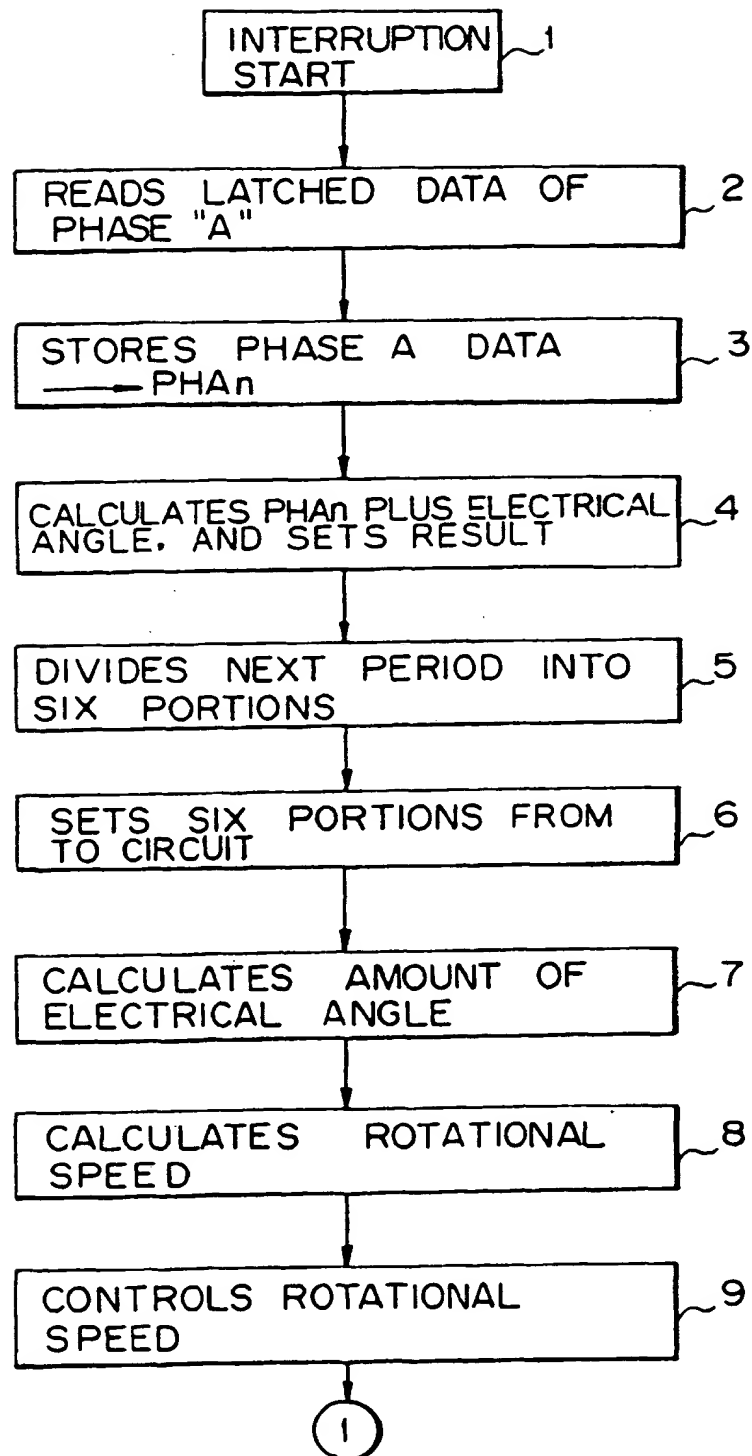 INTERRUPTION
START
1
READS LATCHED DATA OF
PHASE "A"
2
STORES PHASE A DATA
→ PHAn
3
CALCULATES PHAn PLUS ELECTRICAL
ANGLE. AND SETS RESULT
4
DIVIDES NEXT PERIOD INTO
SIX PORTIONS
5
SETS SIX PORTIONS FROM
TO CIRCUIT
6
CALCULATES AMOUNT OF
ELECTRICAL ANGLE
7
CALCULATES ROTATIONAL
SPEED
8
CONTROLS ROTATIONAL
SPEED
9
1